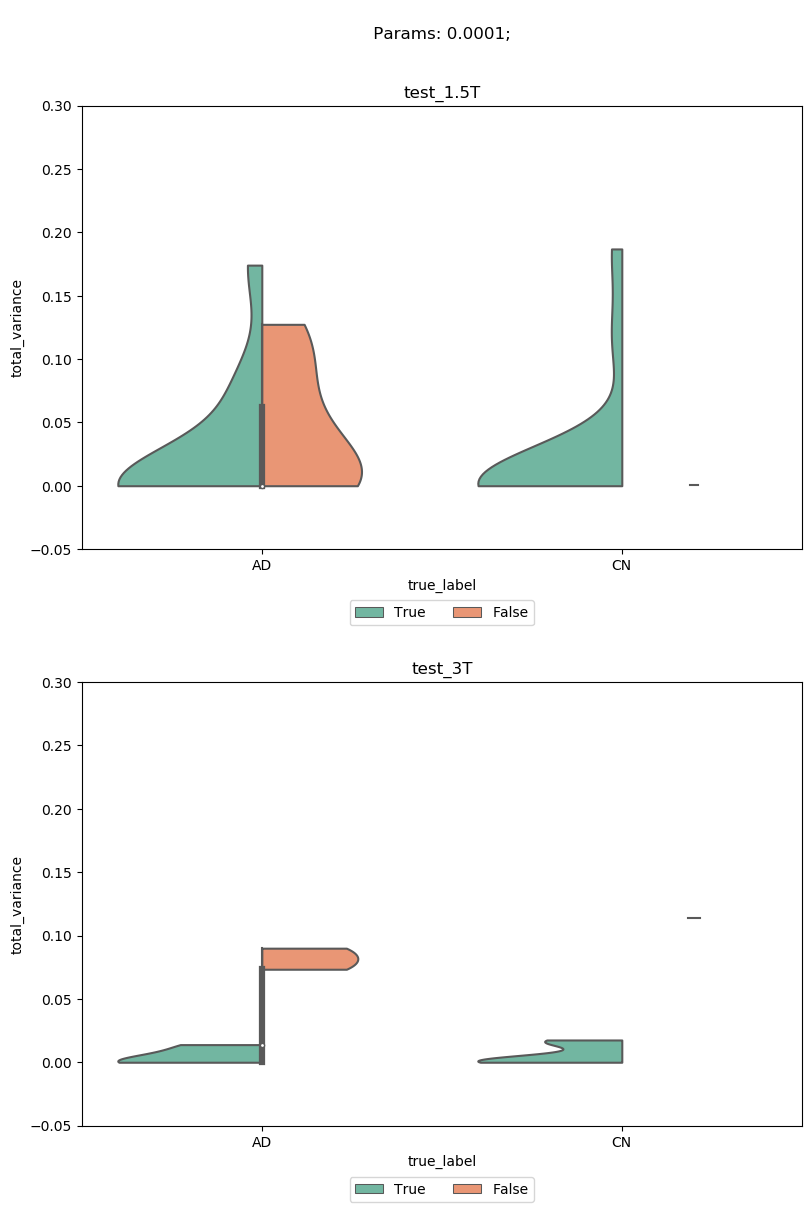 Params: 0.0001;
test_1.5T
0.30
0.25
0.20
0.15
0.10
0.05
0.00
−0.05
total_variance
AD CN
true_label
True False
test_3T
0.30
0.25
0.20
0.15
0.10
0.05
0.00
−0.05
total_variance
AD CN
true_label
True False